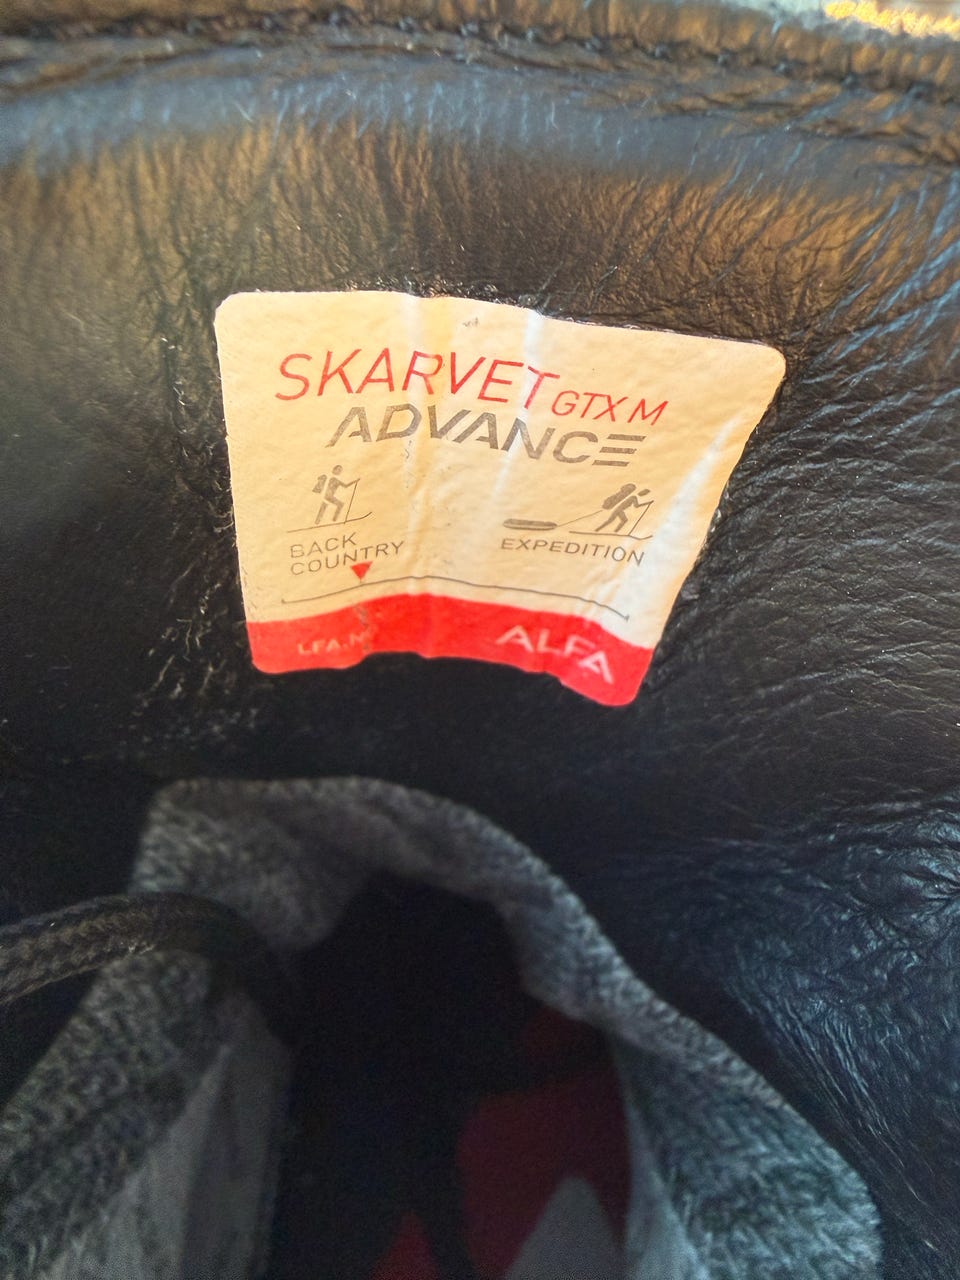 SKARVET GTX M
ADVANCE
BACK
COUNTRY
EXPEDITION
ALFA